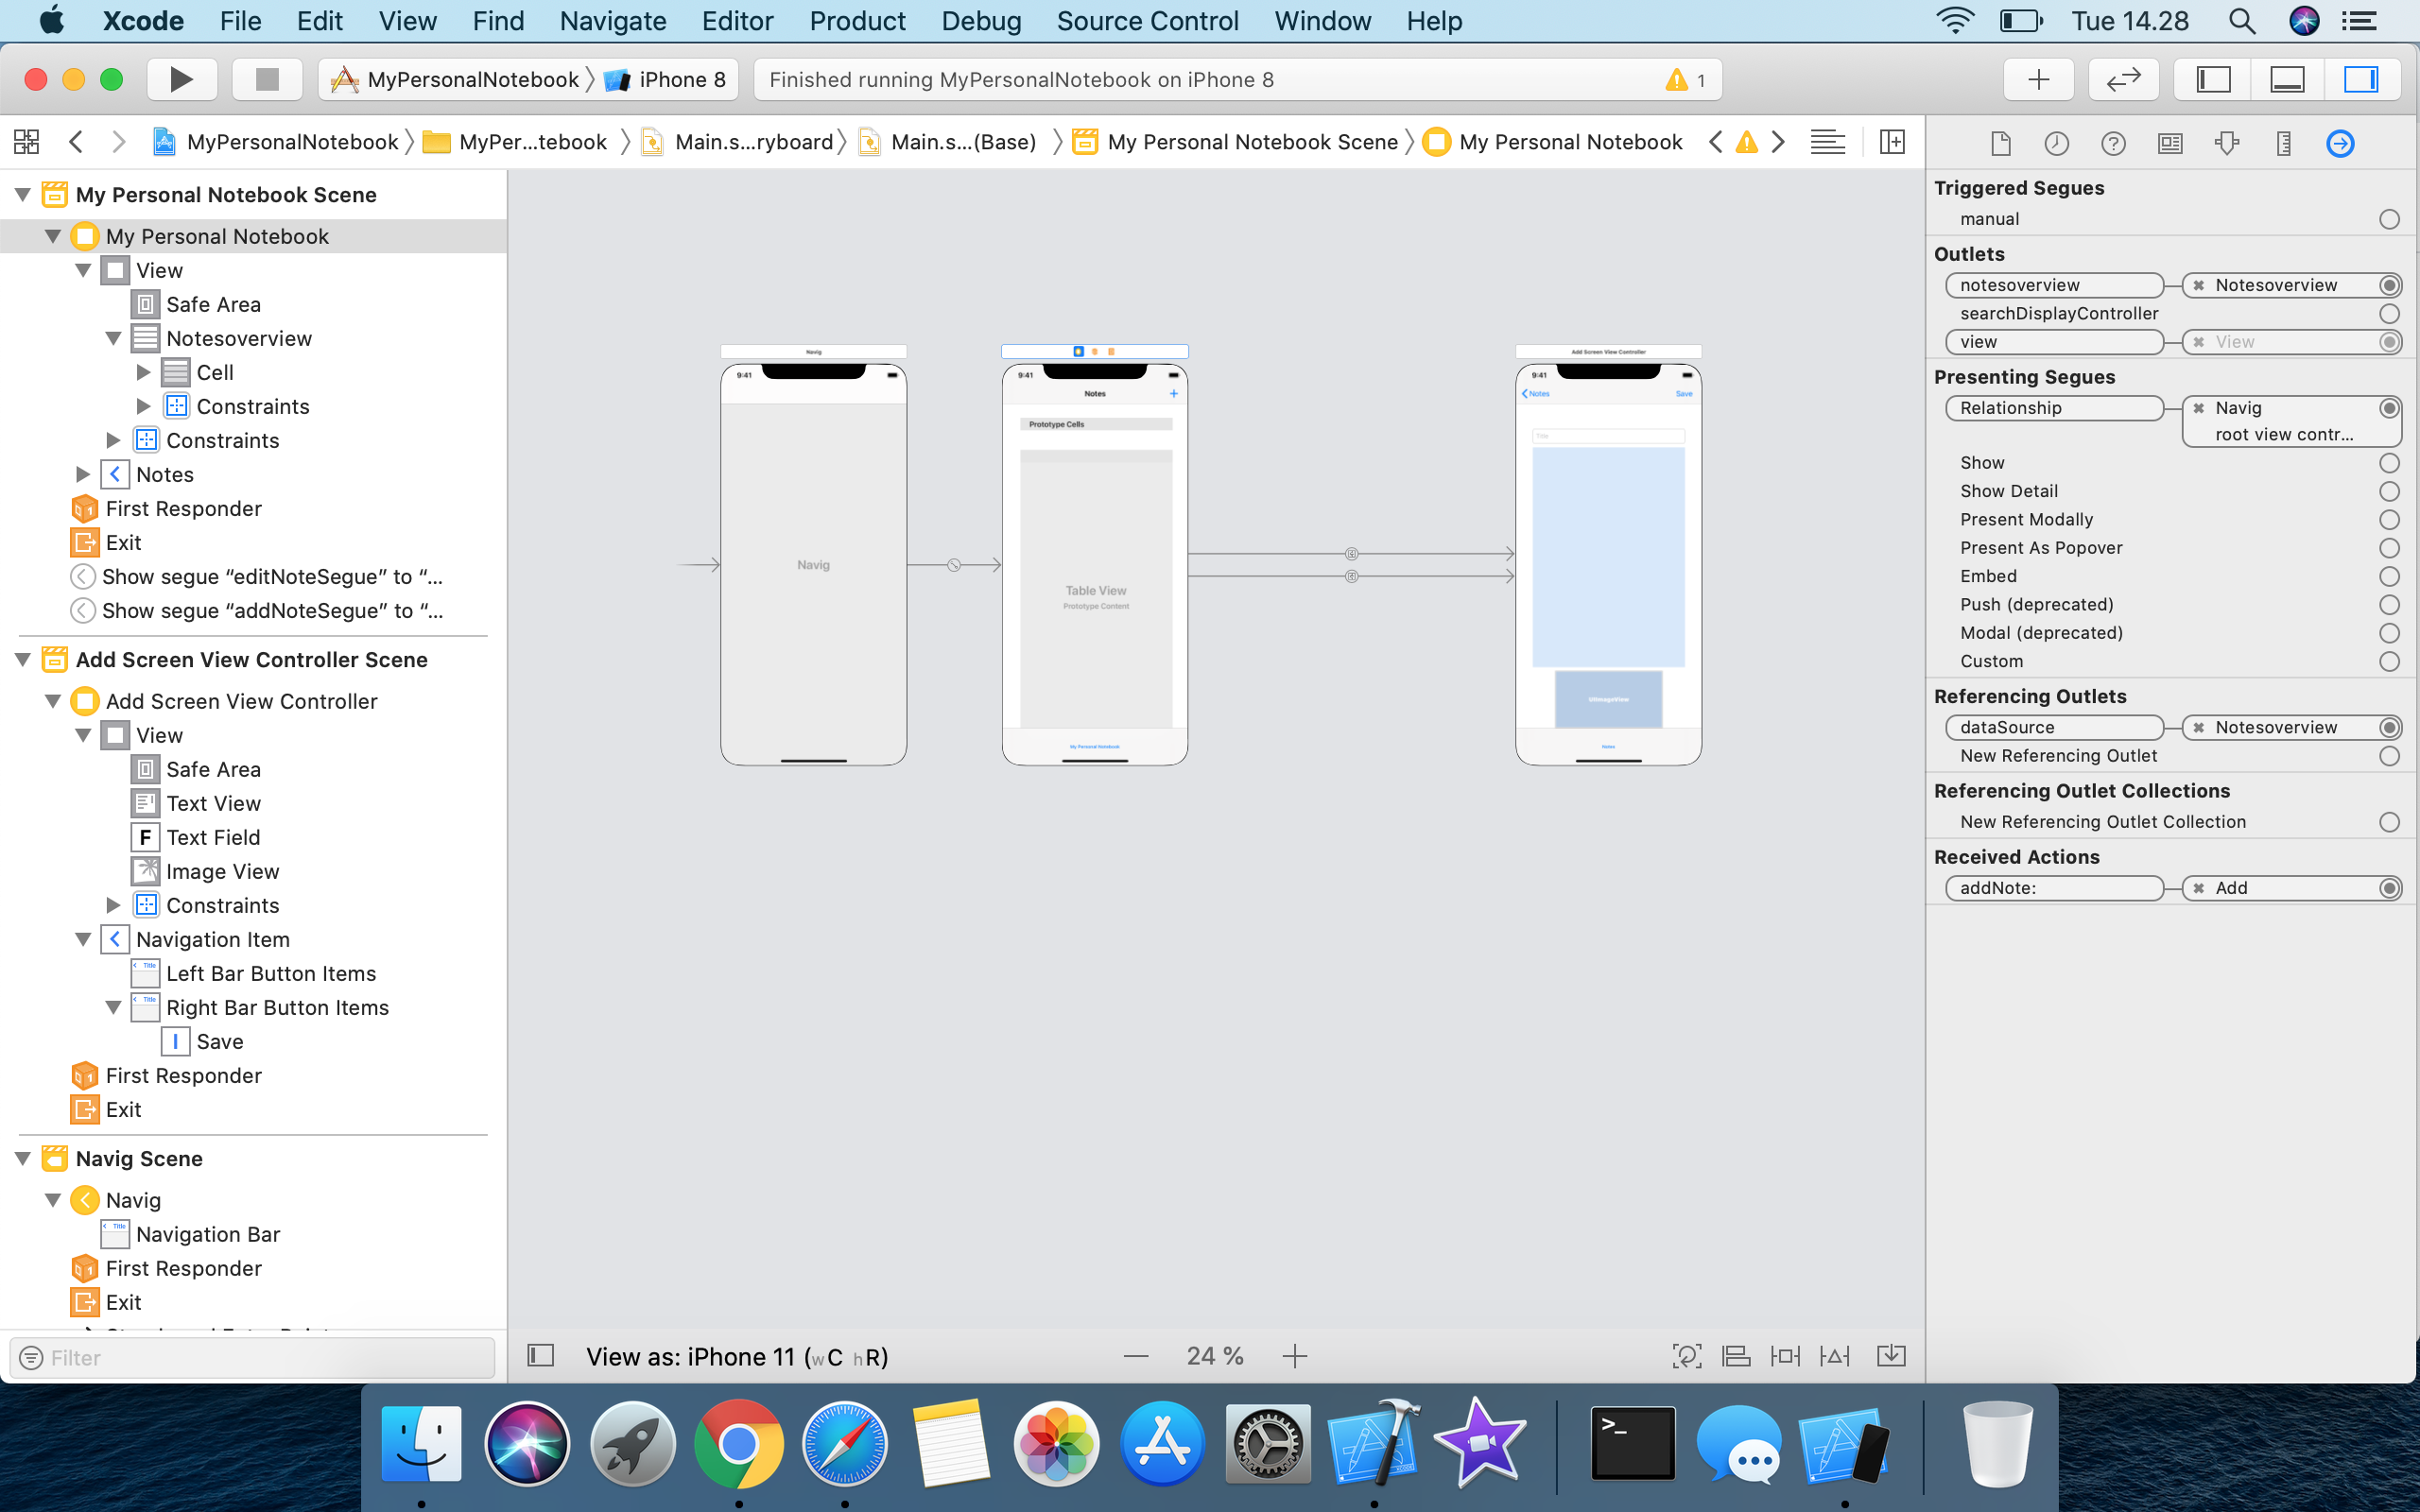 Xcode File Edit View Find Navigate Editor Product Debug Source Control Window Help Tue 14.28
MyPersonalNotebook iPhone 8 Finished running MyPersonalNotebook on iPhone 8 1
MyPersonalNotebook MyPer...tebook Main.s...ryboard Main.s...(Base) My Personal Notebook Scene My Personal Notebook
My Personal Notebook Scene
My Personal Notebook
View
Safe Area
Notesoverview
Cell
Constraints
Constraints
Notes
First Responder
Exit
Show segue “editNoteSegue” to “...
Show segue “addNoteSegue” to “...
Add Screen View Controller Scene
Add Screen View Controller
View
Safe Area
Text View
F Text Field
Image View
Constraints
Navigation Item
Left Bar Button Items
Right Bar Button Items
Save
First Responder
Exit
Navig Scene
Navig
Navigation Bar
First Responder
Exit
Filter
Navig
9:41
Navig
9:41
Notes +
Prototype Cells
Table View
Prototype Content
My Personal Notebook
Add Screen View Controller
9:41
Notes Save
Title
UIImageView
Notes
View as: iPhone 11 (wC hR) 24 %
Triggered Segues
manual
Outlets
notesoverview Notesoverview
searchDisplayController
view View
Presenting Segues
Relationship Navig
root view contr...
Show
Show Detail
Present Modally
Present As Popover
Embed
Push (deprecated)
Modal (deprecated)
Custom
Referencing Outlets
dataSource Notesoverview
New Referencing Outlet
Referencing Outlet Collections
New Referencing Outlet Collection
Received Actions
addNote: Add